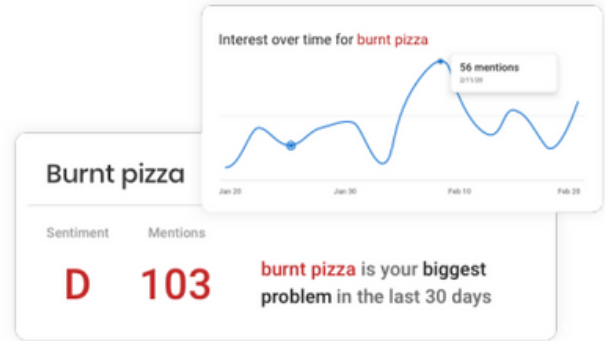 Interest over time for burnt pizza
56 mentions
Jan 20 Jan 30 Feb 10 Feb 20
Burnt pizza
Sentiment Mentions
D 103
burnt pizza is your biggest
problem in the last 30 days